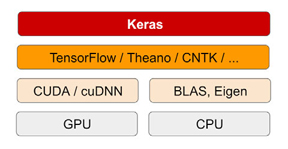 Keras
TensorFlow / Theano / CNTK / ...
CUDA / cuDNN
BLAS, Eigen
GPU
CPU